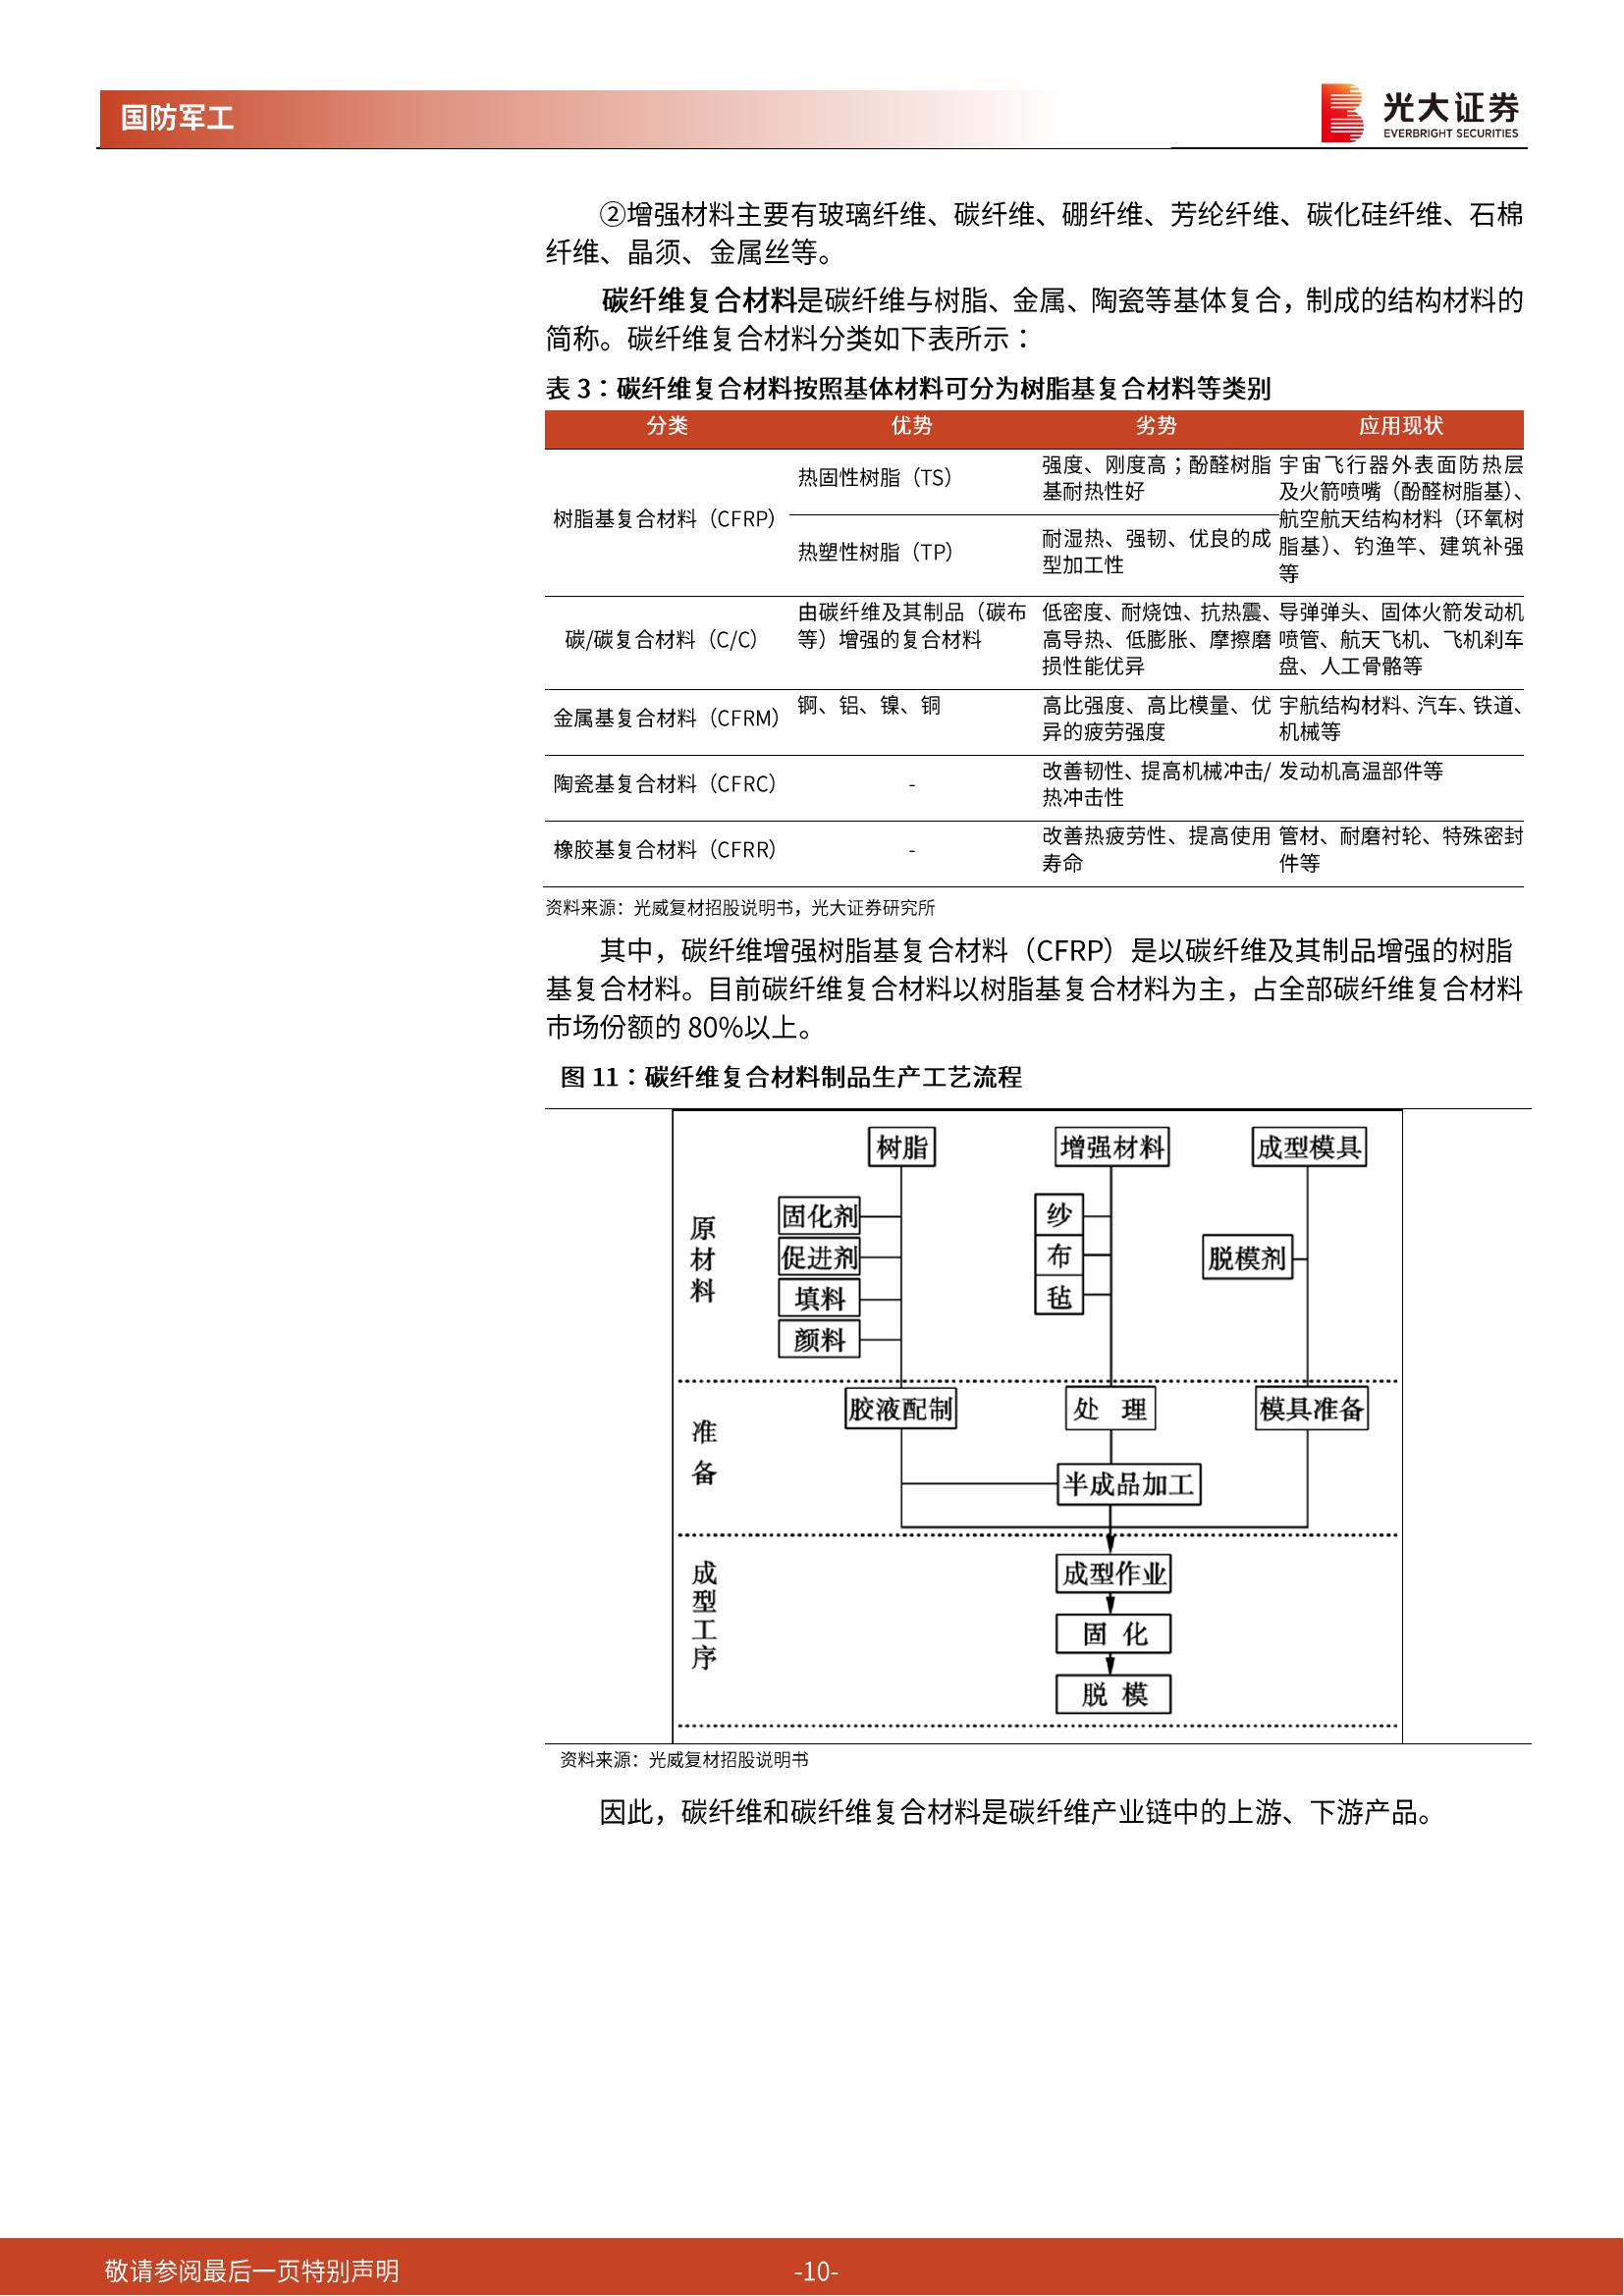 国防军工
光大证券
EVERBRIGHT SECURITIES
②增强材料主要有玻璃纤维、碳纤维、硼纤维、芳纶纤维、碳化硅纤维、石棉
纤维、晶须、金属丝等。
碳纤维复合材料是碳纤维与树脂、金属、陶瓷等基体复合，制成的结构材料的
简称。碳纤维复合材料分类如下表所示：
表 3：碳纤维复合材料按照基体材料可分为树脂基复合材料等类别
分类 优势 劣势 应用现状
树脂基复合材料（CFRP）
热固性树脂（TS）
强度、刚度高；酚醛树脂
基耐热性好
热塑性树脂（TP）
耐湿热、强韧、优良的成
型加工性
宇宙飞行器外表面防热层
及火箭喷嘴（酚醛树脂基）、
航空航天结构材料（环氧树
脂基）、钓渔竿、建筑补强
等
碳/碳复合材料（C/C）
由碳纤维及其制品（碳布
等）增强的复合材料
低密度、耐烧蚀、抗热震、
高导热、低膨胀、摩擦磨
损性能优异
导弹弹头、固体火箭发动机
喷管、航天飞机、飞机刹车
盘、人工骨骼等
金属基复合材料（CFRM）
锕、铝、镍、铜
高比强度、高比模量、优
异的疲劳强度
宇航结构材料、汽车、铁道、
机械等
陶瓷基复合材料（CFRC）
-
改善韧性、提高机械冲击/
热冲击性
发动机高温部件等
橡胶基复合材料（CFRR）
-
改善热疲劳性、提高使用
寿命
管材、耐磨衬轮、特殊密封
件等
资料来源：光威复材招股说明书，光大证券研究所
其中，碳纤维增强树脂基复合材料（CFRP）是以碳纤维及其制品增强的树脂
基复合材料。目前碳纤维复合材料以树脂基复合材料为主，占全部碳纤维复合材料
市场份额的 80%以上。
图 11：碳纤维复合材料制品生产工艺流程
原材料
树脂
增强材料
成型模具
固化剂
促进剂
填料
颜料
纱
布
毡
脱模剂
准备
胶液配制
处 理
模具准备
半成品加工
成型工序
成型作业
固 化
脱 模
资料来源：光威复材招股说明书
因此，碳纤维和碳纤维复合材料是碳纤维产业链中的上游、下游产品。
敬请参阅最后一页特别声明
-10-